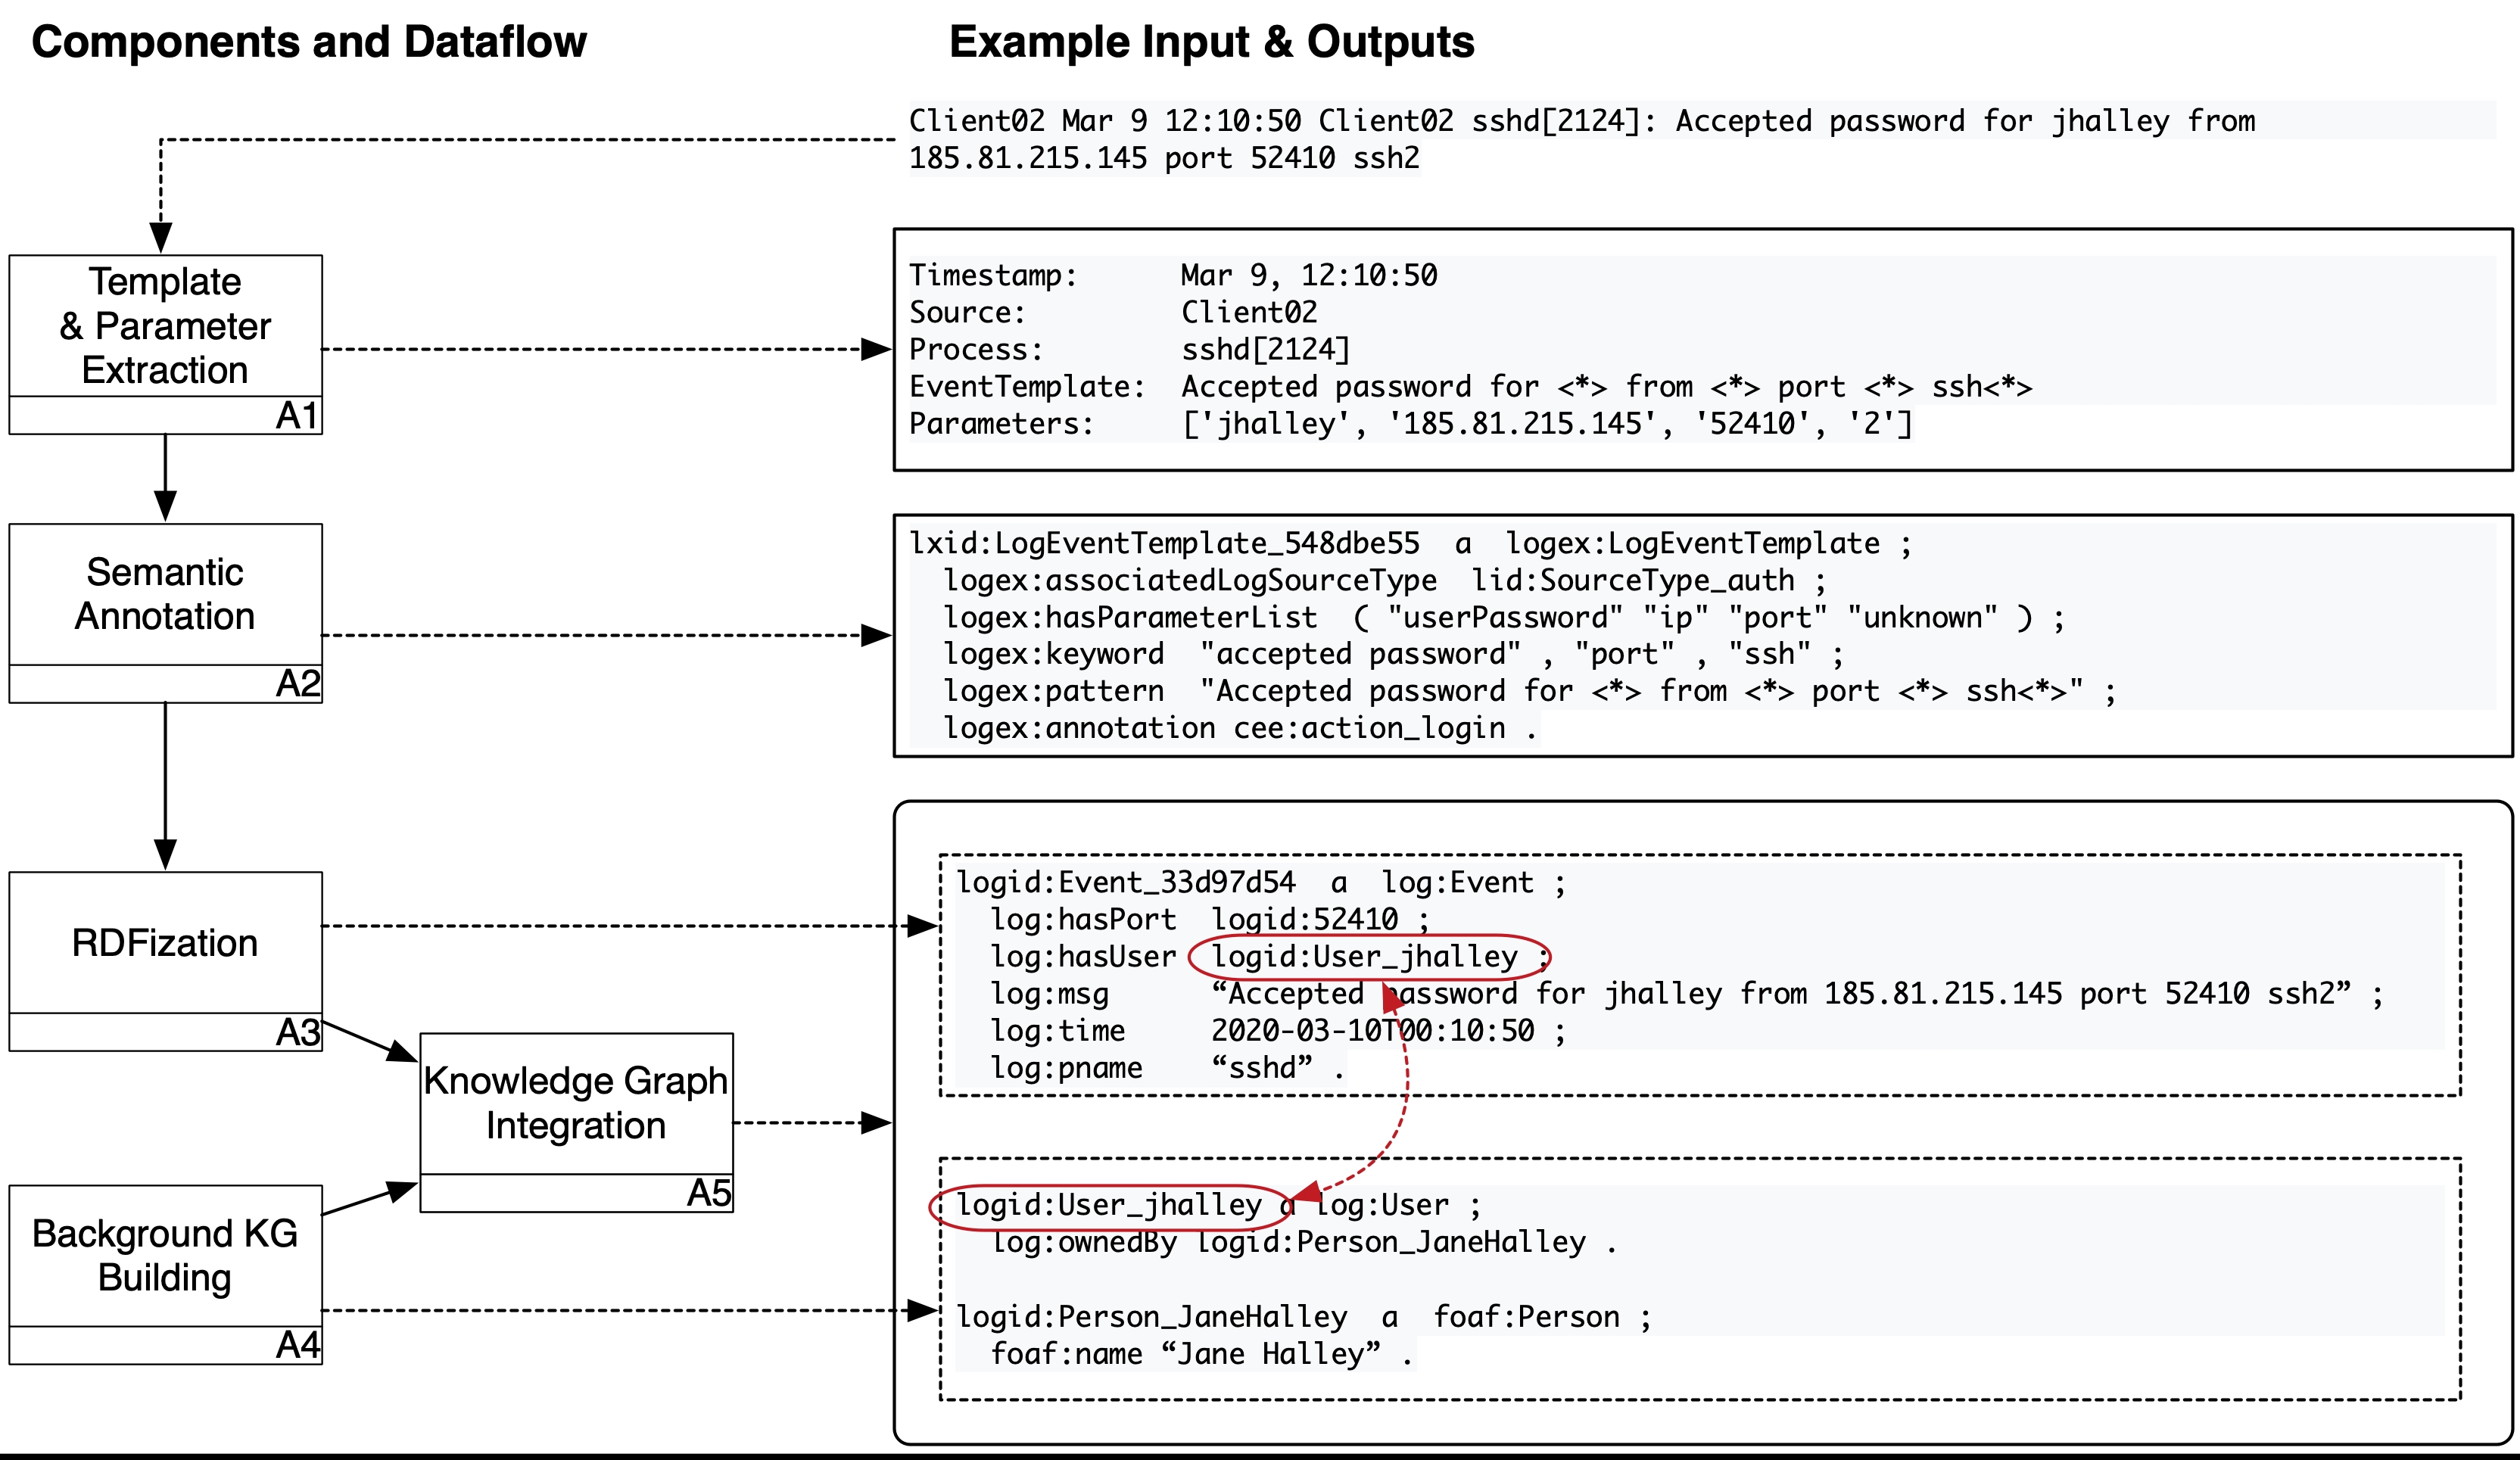 Components and Dataflow
Example Input & Outputs
Client02 Mar 9 12:10:50 Client02 sshd[2124]: Accepted password for jhalley from
185.81.215.145 port 52410 ssh2
Template
& Parameter
Extraction
A1
Timestamp: Mar 9, 12:10:50
Source: Client02
Process: sshd[2124]
EventTemplate: Accepted password for <*> from <*> port <*> ssh<*>
Parameters: ['jhalley', '185.81.215.145', '52410', '2']
Semantic
Annotation
A2
lxid:LogEventTemplate_548dbe55 a logex:LogEventTemplate ;
logex:associatedLogSourceType lid:SourceType_auth ;
logex:hasParameterList ( "userPassword" "ip" "port" "unknown" ) ;
logex:keyword "accepted password" , "port" , "ssh" ;
logex:pattern "Accepted password for <*> from <*> port <*> ssh<*>" ;
logex:annotation cee:action_login .
RDFization
A3
logid:Event_33d97d54 a log:Event ;
log:hasPort logid:52410 ;
log:hasUser logid:User_jhalley ;
log:msg “Accepted password for jhalley from 185.81.215.145 port 52410 ssh2” ;
log:time 2020-03-10T00:10:50 ;
log:pname “sshd” .
Knowledge Graph
Integration
A5
Background KG
Building
A4
logid:User_jhalley a log:User ;
log:ownedBy logid:Person_JaneHalley .
logid:Person_JaneHalley a foaf:Person ;
foaf:name “Jane Halley” .